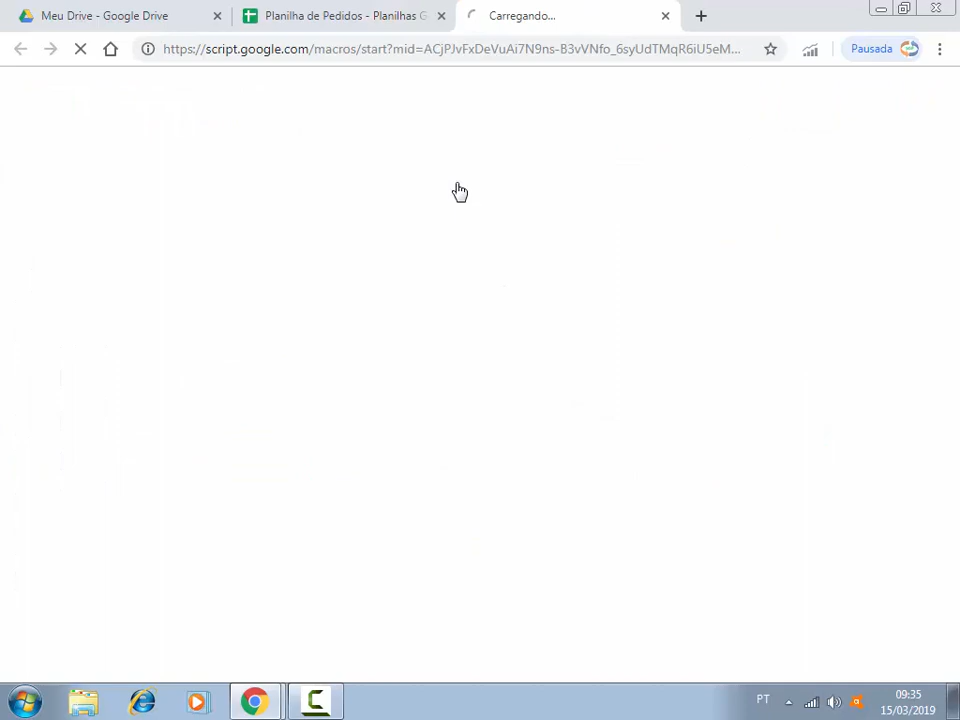 Meu Drive - Google Drive
Planilha de Pedidos - Planilhas G
Carregando...
https://script.google.com/macros/start?mid=ACjPJvFxDeVuAi7N9ns-B3vVNfo_6syUdTMqR6iU5eM...
Pausada
PT
09:35
15/03/2019